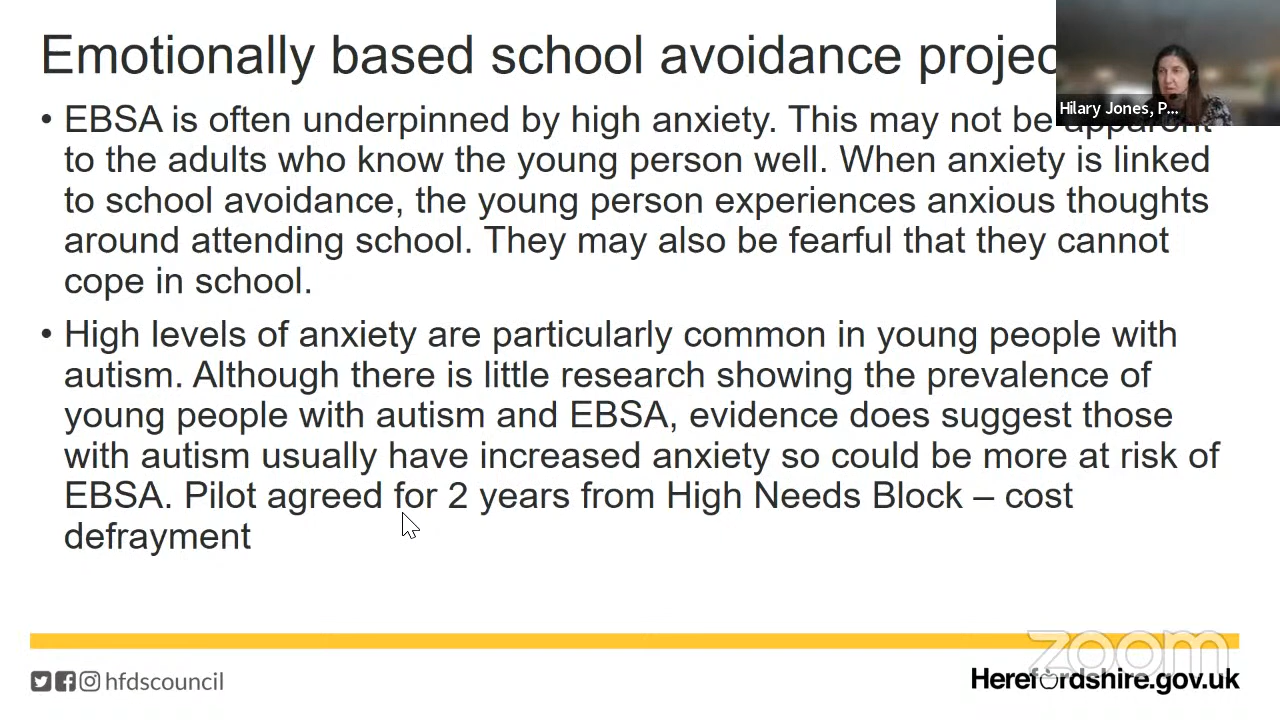 Emotionally based school avoidance projec
Hilary Jones, P...
• EBSA is often underpinned by high anxiety. This may not be apparent
to the adults who know the young person well. When anxiety is linked
to school avoidance, the young person experiences anxious thoughts
around attending school. They may also be fearful that they cannot
cope in school.
• High levels of anxiety are particularly common in young people with
autism. Although there is little research showing the prevalence of
young people with autism and EBSA, evidence does suggest those
with autism usually have increased anxiety so could be more at risk of
EBSA. Pilot agreed for 2 years from High Needs Block – cost
defrayment
zoom
hfdscouncil
Herefordshire.gov.uk